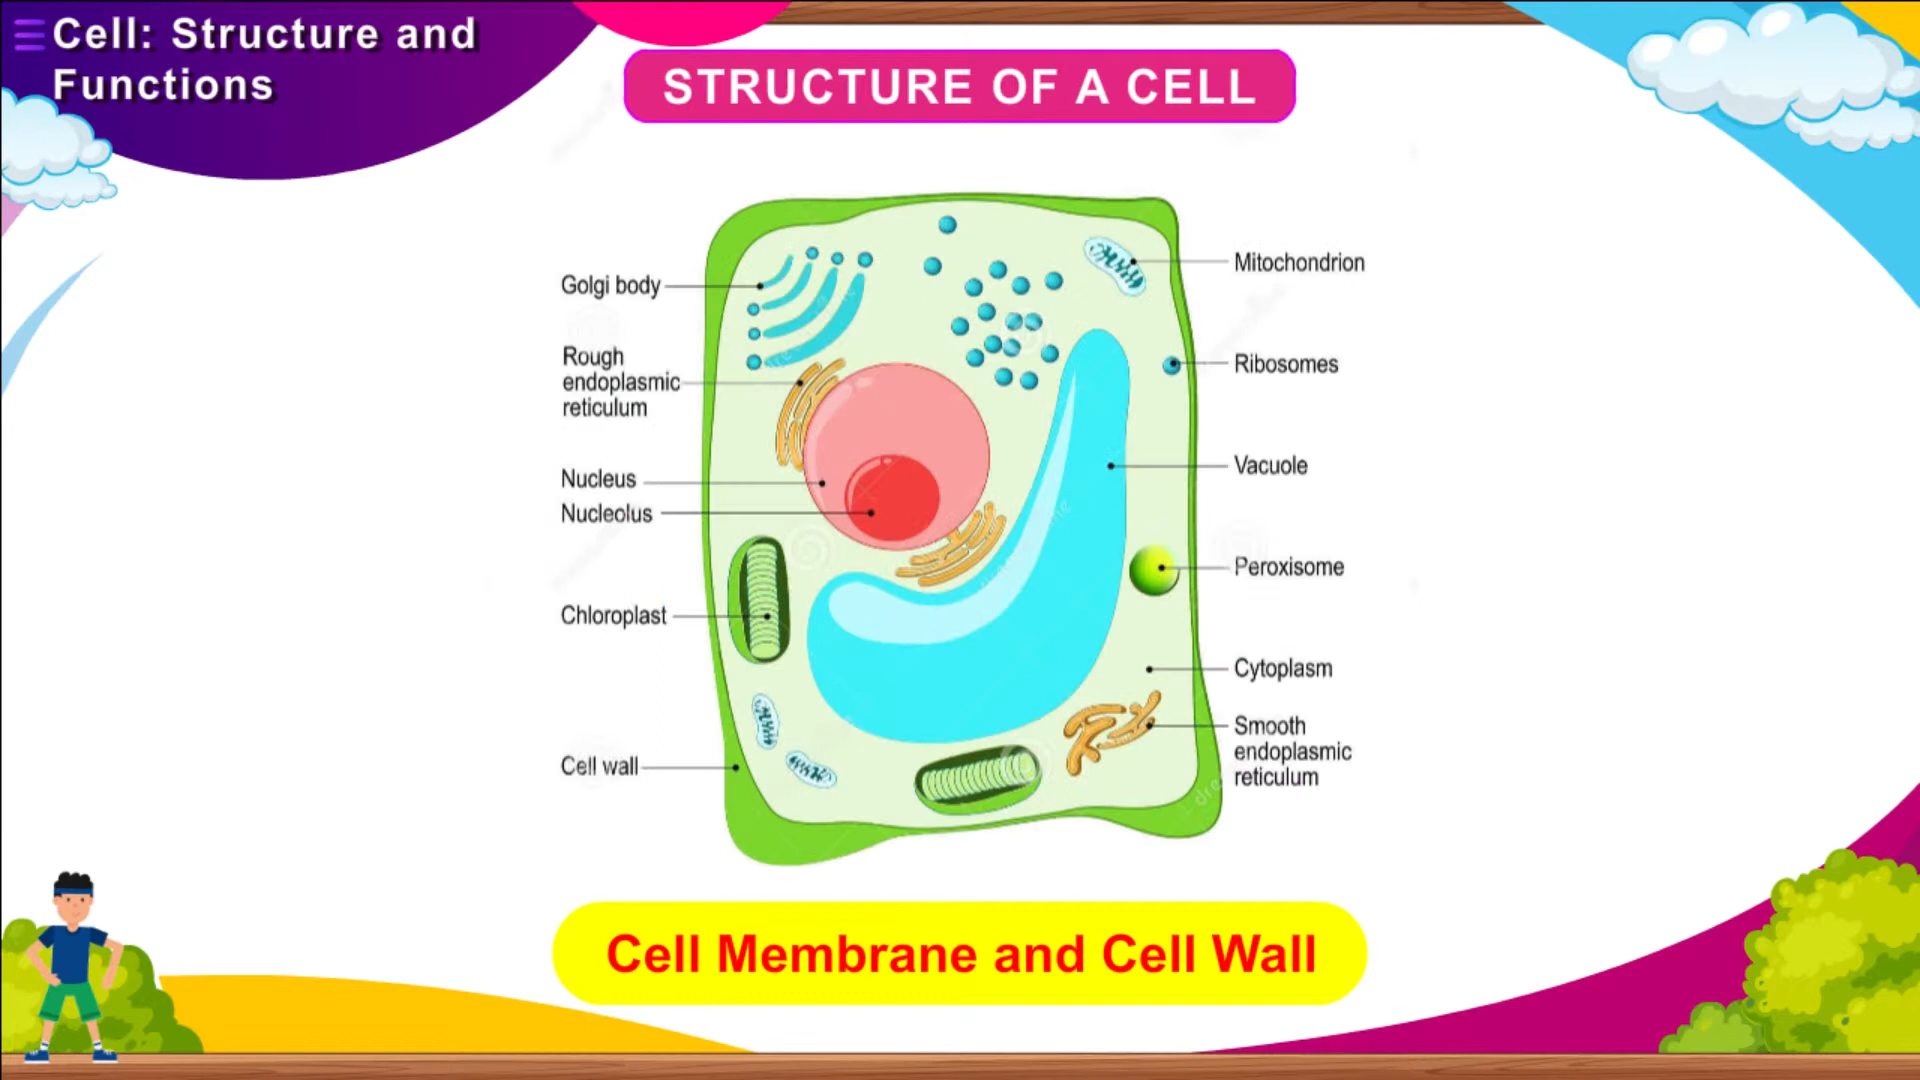 Cell: Structure and
Functions
STRUCTURE OF A CELL
Golgi body
Rough
endoplasmic
reticulum
Nucleus
Nucleolus
Chloroplast
Cell wall
Mitochondrion
Ribosomes
Vacuole
Peroxisome
Cytoplasm
Smooth
endoplasmic
reticulum
Cell Membrane and Cell Wall